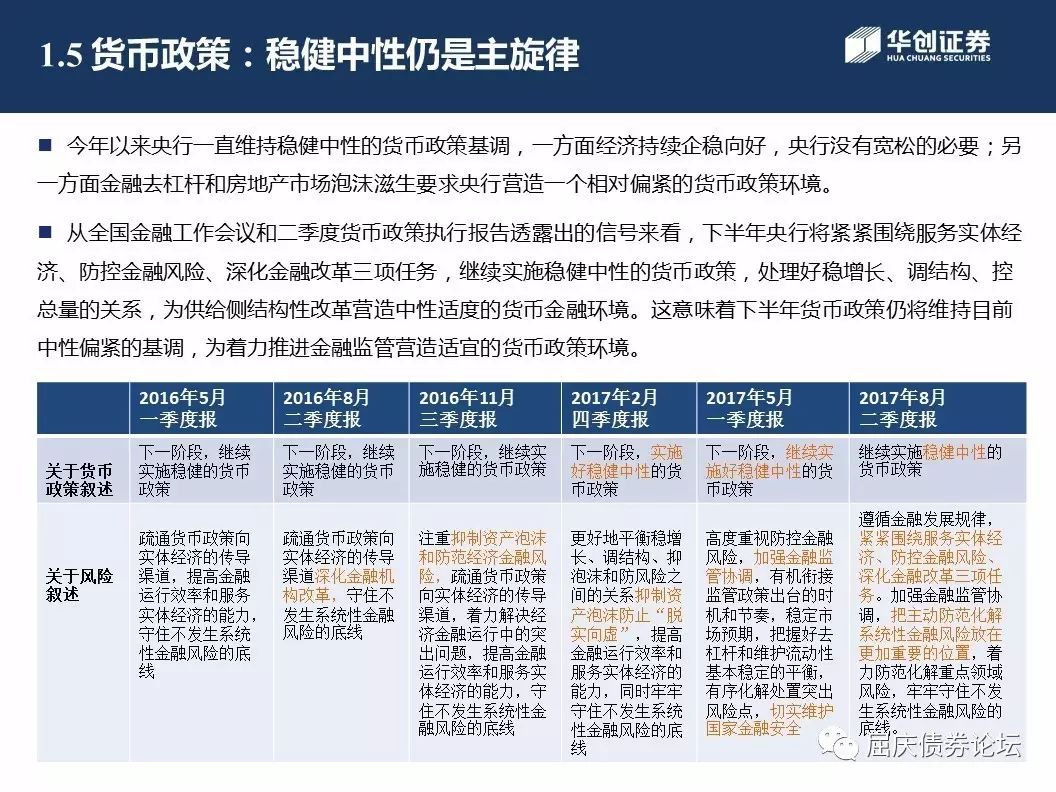 1.5 货币政策：稳健中性仍是主旋律
华创证券
HUA CHUANG SECURITIES
■ 今年以来央行一直维持稳健中性的货币政策基调，一方面经济持续企稳向好，央行没有宽松的必要；另
一方面金融去杠杆和房地产市场泡沫滋生要求央行营造一个相对偏紧的货币政策环境。
■ 从全国金融工作会议和二季度货币政策执行报告透露出的信号来看，下半年央行将紧紧围绕服务实体经
济、防控金融风险、深化金融改革三项任务，继续实施稳健中性的货币政策，处理好稳增长、调结构、控
总量的关系，为供给侧结构性改革营造中性适度的货币金融环境。这意味着下半年货币政策仍将维持目前
中性偏紧的基调，为着力推进金融监管营造适宜的货币政策环境。
2016年5月
一季度报
2016年8月
二季度报
2016年11月
三季度报
2017年2月
四季度报
2017年5月
一季度报
2017年8月
二季度报
关于货币
政策叙述
下一阶段，继续
实施稳健的货币
政策
下一阶段，继续
实施稳健的货币
政策
下一阶段，继续实
施稳健的货币政策
下一阶段，实施
好稳健中性的货
币政策
下一阶段，继续实
施好稳健中性的货
币政策
继续实施稳健中性的
货币政策
关于风险
叙述
疏通货币政策向
实体经济的传导
渠道，提高金融
运行效率和服务
实体经济的能力，
守住不发生系统
性金融风险的底
线
疏通货币政策向
实体经济的传导
渠道深化金融机
构改革，守住不
发生系统性金融
风险的底线
注重抑制资产泡沫
和防范经济金融风
险，疏通货币政策
向实体经济的传导
渠道，着力解决经
济金融运行中的突
出问题，提高金融
运行效率和服务实
体经济的能力，守
住不发生系统性金
融风险的底线
更好地平衡稳增
长、调结构、抑
泡沫和防风险之
间的关系抑制资
产泡沫防止“脱
实向虚”，提高
金融运行效率和
服务实体经济的
能力，同时牢牢
守住不发生系统
性金融风险的底
线
高度重视防控金融
风险，加强金融监
管协调，有机衔接
监管政策出台的时
机和节奏，稳定市
场预期，把握好去
杠杆和维护流动性
基本稳定的平衡，
有序化解处置突出
风险点，切实维护
国家金融安全
遵循金融发展规律，
紧紧围绕服务实体经
济、防控金融风险、
深化金融改革三项任
务。加强金融监管协
调，把主动防范化解
系统性金融风险放在
更加重要的位置，着
力防范化解重点领域
风险，牢牢守住不发
生系统性金融风险的
底线。
屈庆债券论坛